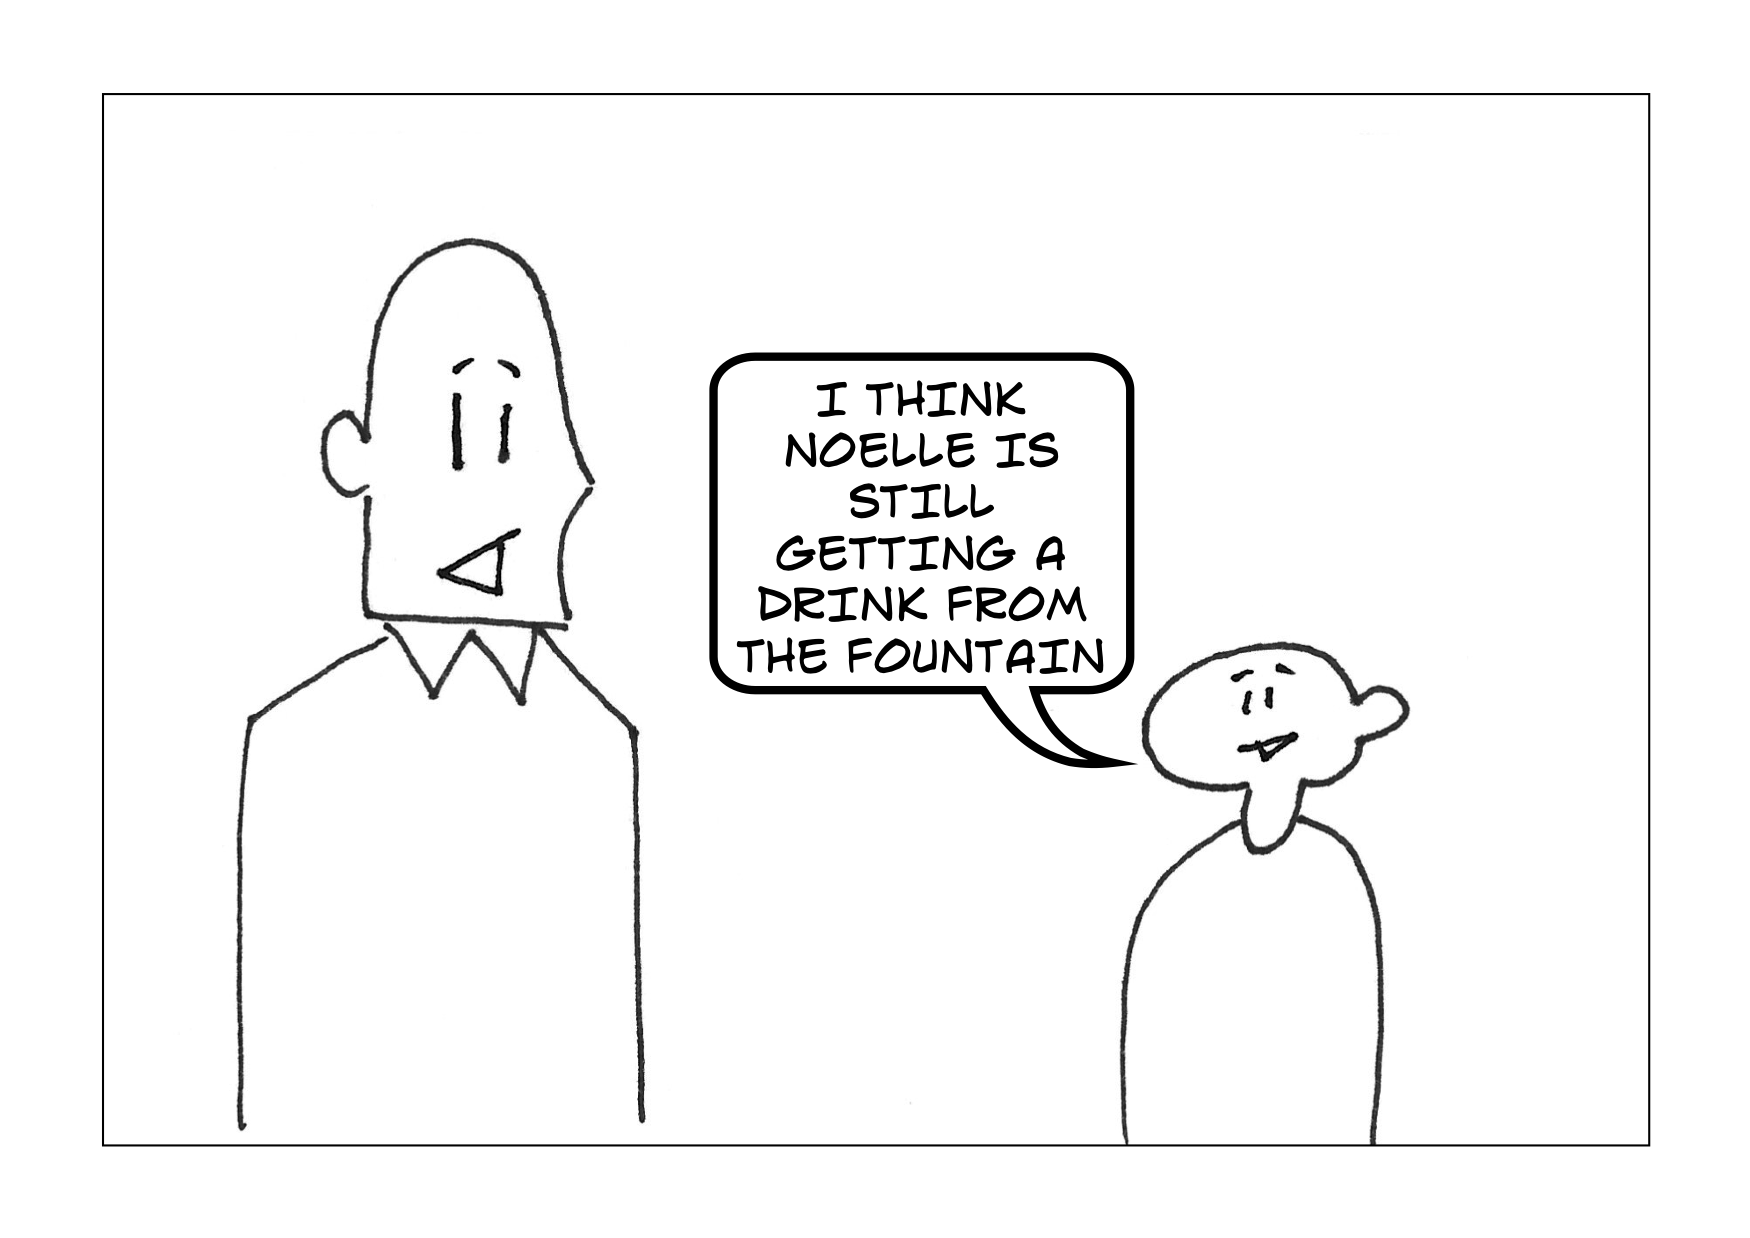 I THINK
NOELLE IS
STILL
GETTING A
DRINK FROM
THE FOUNTAIN